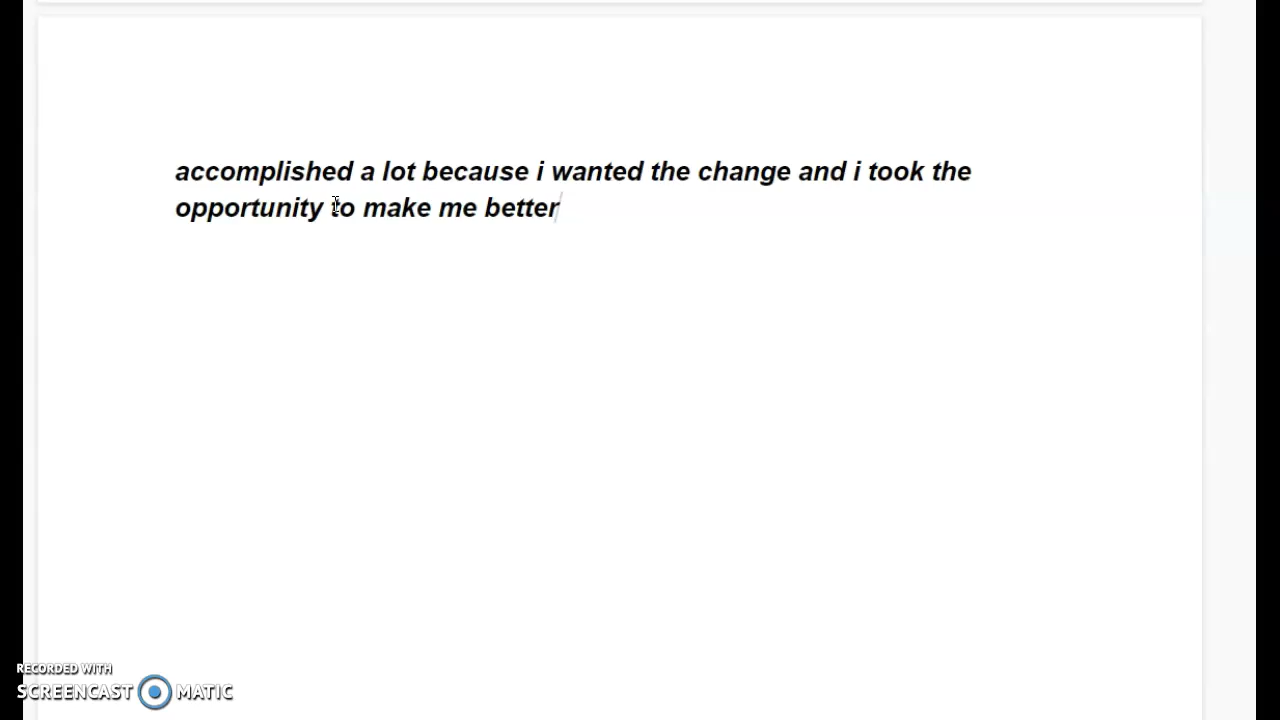 accomplished a lot because i wanted the change and i took the
opportunity to make me better
RECORDED WITH
SCREENCAST MATIC